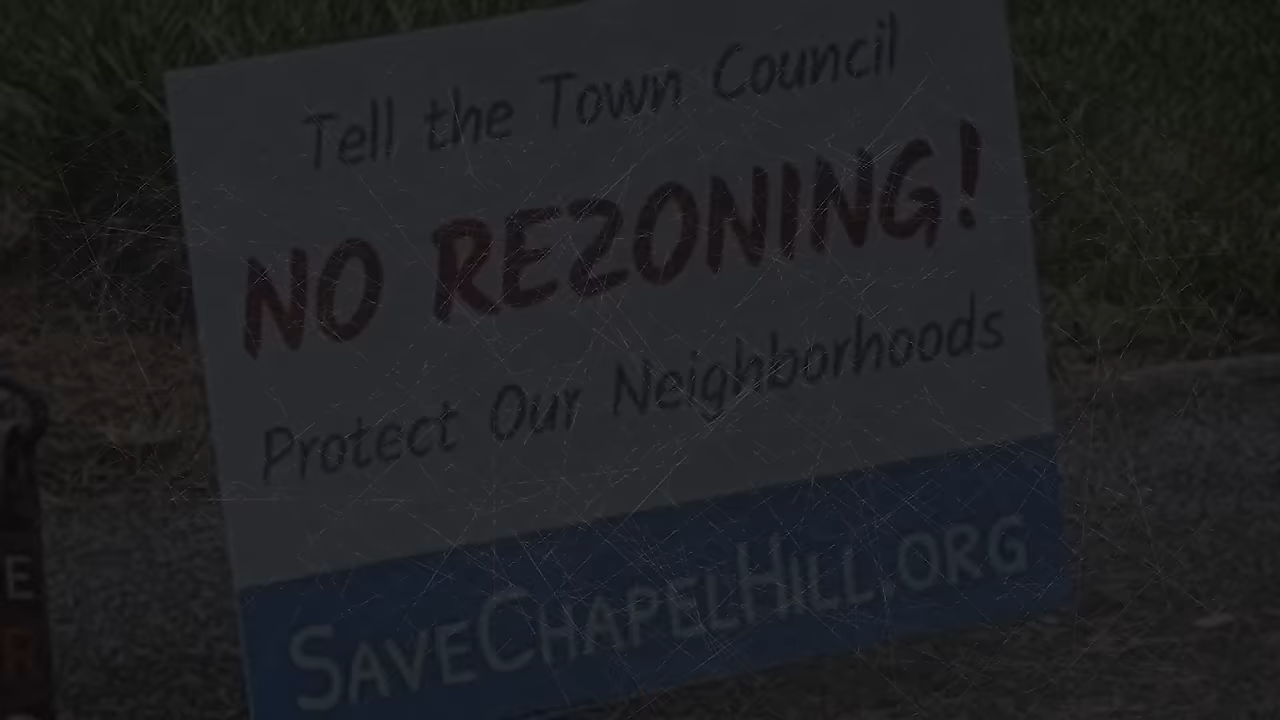 Tell the Town Council
NO REZONING!
Protect Our Neighborhoods
SAVECHAPELHILL.ORG
E
R